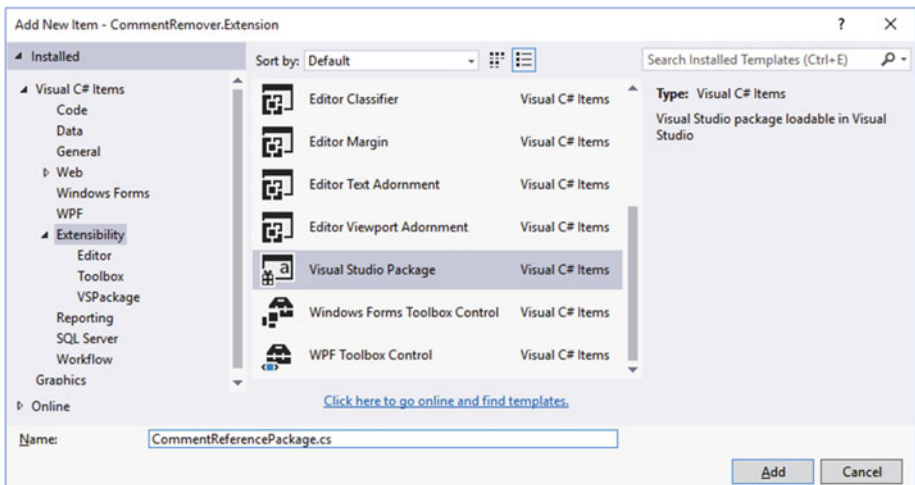 Add New Item - CommentRemover.Extension
? X
Installed
Sort by: Default
Search Installed Templates (Ctrl+E)
Visual C# Items
Code
Data
General
Web
Windows Forms
WPF
Extensibility
Editor
Toolbox
VSPackage
Reporting
SQL Server
Workflow
Graphics
Online
Editor Classifier Visual C# Items
Editor Margin Visual C# Items
Editor Text Adornment Visual C# Items
Editor Viewport Adornment Visual C# Items
Visual Studio Package Visual C# Items
Windows Forms Toolbox Control Visual C# Items
WPF Toolbox Control Visual C# Items
Click here to go online and find templates.
Type: Visual C# Items
Visual Studio package loadable in Visual
Studio
Name: CommentReferencePackage.cs
Add Cancel